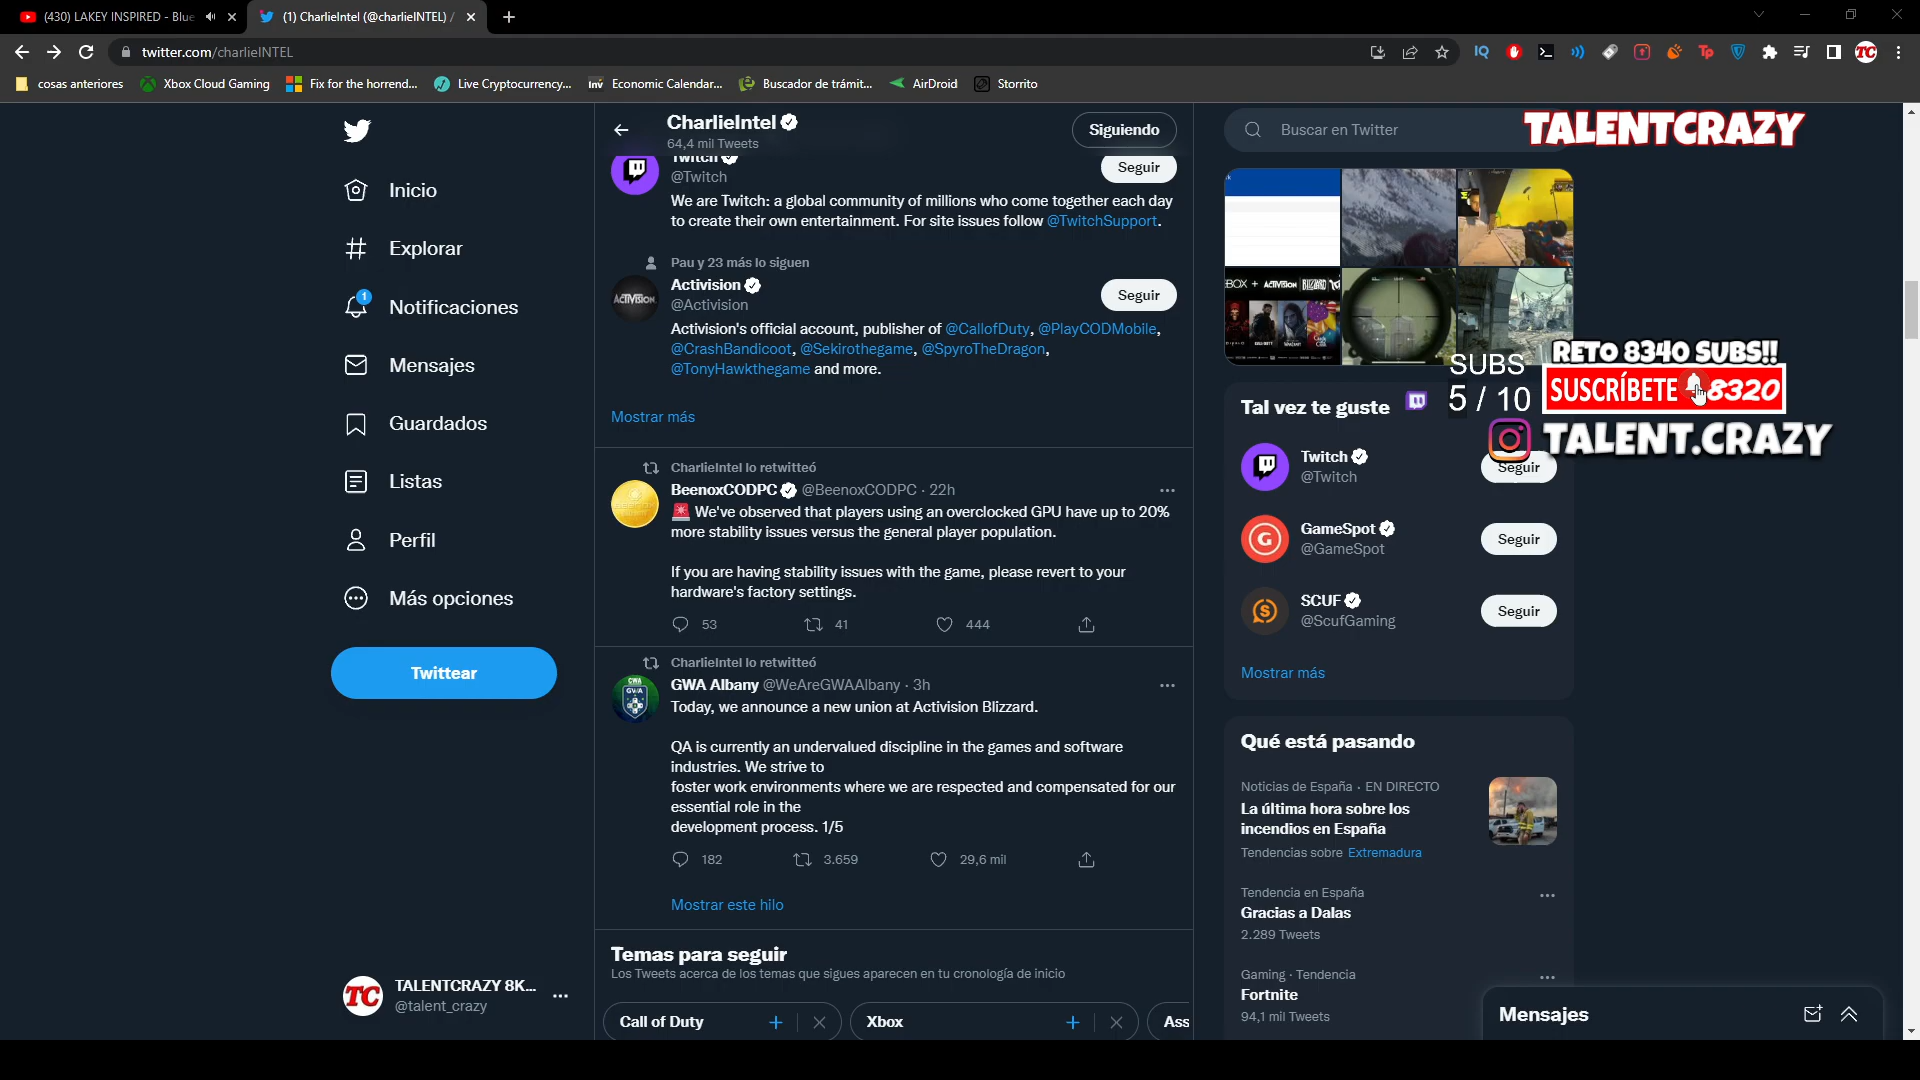 (430) LAKEY INSPIRED - Blue
(1) CharlieIntel (@charlieINTEL) /
twitter.com/charlieINTEL
IQ
Tp
TC
cosas anteriores
Xbox Cloud Gaming
Fix for the horrend...
Live Cryptocurrency...
Inv
Economic Calendar...
Buscador de trámit...
AirDroid
Storrito
Inicio
Explorar
1
Notificaciones
Mensajes
Guardados
Listas
Perfil
Más opciones
Twittear
TC
TALENTCRAZY 8K...
@talent_crazy
CharlieIntel
64,4 mil Tweets
Siguiendo
Twitch
@Twitch
Seguir
We are Twitch: a global community of millions who come together each day
to create their own entertainment. For site issues follow @TwitchSupport.
Pau y 23 más lo siguen
ACTIVISION
Activision
@Activision
Seguir
Activision's official account, publisher of @CallofDuty, @PlayCODMobile,
@CrashBandicoot, @Sekirothegame, @SpyroTheDragon,
@TonyHawkthegame and more.
Mostrar más
CharlieIntel lo retwitteó
BeenoxCODPC @BeenoxCODPC · 22h
We've observed that players using an overclocked GPU have up to 20%
more stability issues versus the general player population.
If you are having stability issues with the game, please revert to your
hardware's factory settings.
53
41
444
CharlieIntel lo retwitteó
GWA Albany @WeAreGWAAlbany · 3h
Today, we announce a new union at Activision Blizzard.
QA is currently an undervalued discipline in the games and software
industries. We strive to
foster work environments where we are respected and compensated for our
essential role in the
development process. 1/5
182
3.659
29,6 mil
Mostrar este hilo
Temas para seguir
Los Tweets acerca de los temas que sigues aparecen en tu cronología de inicio
Call of Duty
Xbox
Ass
Buscar en Twitter
TALENTCRAZY
RETO 8340 SUBS!!
SUBS
5 / 10
SUSCRÍBETE 8320
TALENT.CRAZY
Tal vez te guste
Twitch
@Twitch
Seguir
GameSpot
@GameSpot
Seguir
SCUF
@ScufGaming
Seguir
Mostrar más
Qué está pasando
Noticias de España · EN DIRECTO
La última hora sobre los
incendios en España
Tendencias sobre Extremadura
Tendencia en España
Gracias a Dalas
2.289 Tweets
Gaming · Tendencia
Fortnite
94,1 mil Tweets
Mensajes